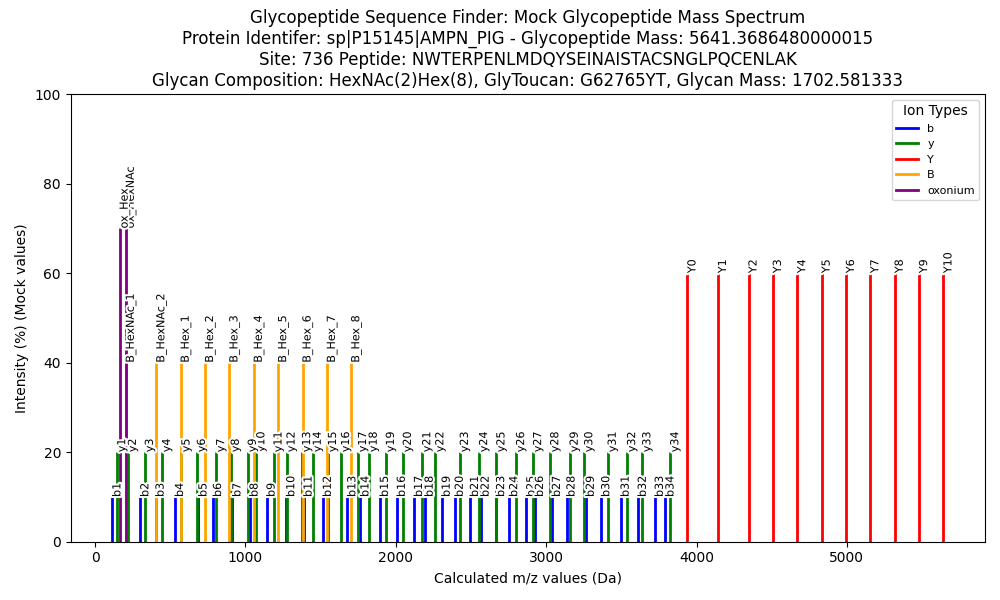 Glycopeptide Sequence Finder: Mock Glycopeptide Mass Spectrum
Protein Identifer: sp|P15145|AMPN_PIG - Glycopeptide Mass: 5641.3686480000015
Site: 736 Peptide: NWTERPENLMDQYSEINAISTACSNGLPQCENLAK
Glycan Composition: HexNAc(2)Hex(8), GlyToucan: G62765YT, Glycan Mass: 1702.581333
Intensity (%) (Mock values)
100
80
60
40
20
0
Ion Types
b
y
Y
B
oxonium
ox_Hex
ox_HexNAc
B_HexNAc_1
B_HexNAc_2
B_Hex_1
B_Hex_2
B_Hex_3
B_Hex_4
B_Hex_5
B_Hex_6
B_Hex_7
B_Hex_8
Y0
Y1
Y2
Y3
Y4
Y5
Y6
Y7
Y8
Y9
Y10
y1
y2
y3
y4
y5
y6
y7
y8
y9
y10
y11
y12
y13
y14
y15
y16
y17
y18
y19
y20
y21
y22
y23
y24
y25
y26
y27
y28
y29
y30
y31
y32
y33
y34
b1
b2
b3
b4
b5
b6
b7
b8
b9
b10
b11
b12
b13
b14
b15
b16
b17
b18
b19
b20
b21
b22
b23
b24
b25
b26
b27
b28
b29
b30
b31
b32
b33
b34
0
1000
2000
3000
4000
5000
Calculated m/z values (Da)